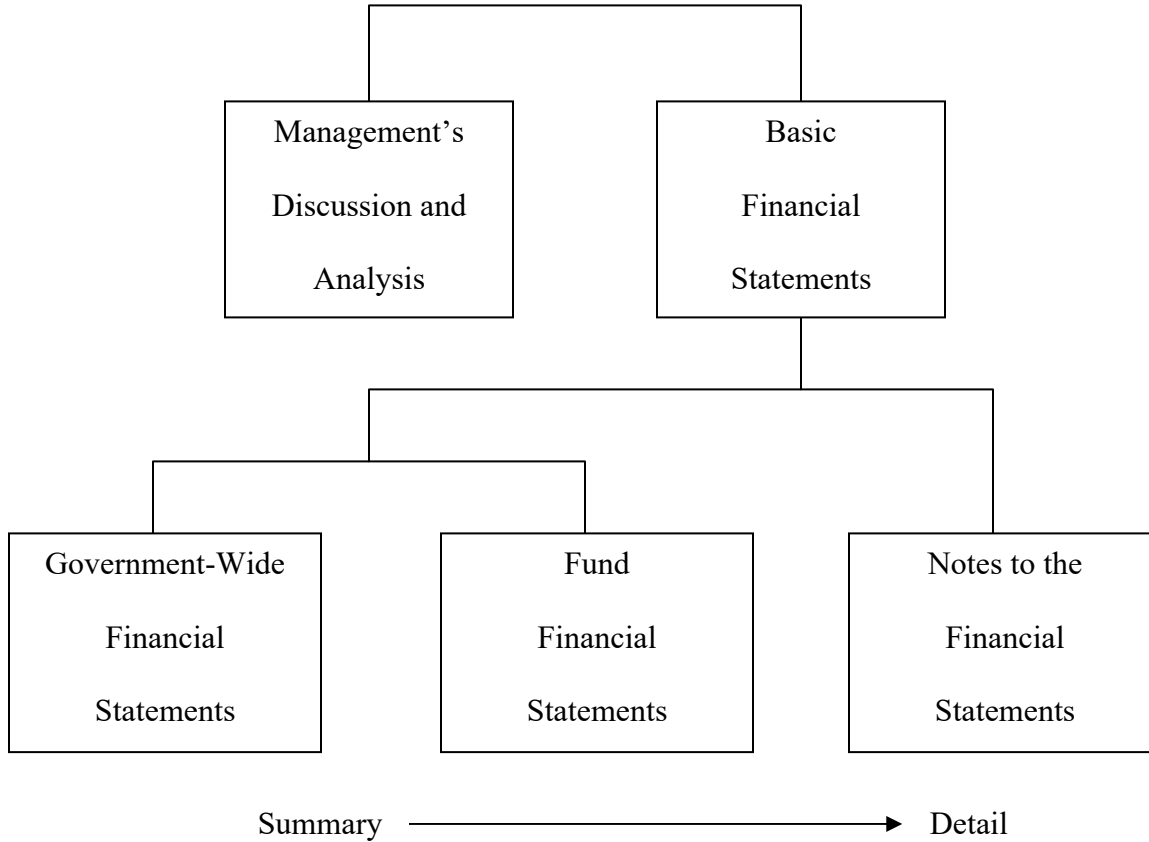 Management’s
Discussion and
Analysis
Basic
Financial
Statements
Government-Wide
Financial
Statements
Fund
Financial
Statements
Notes to the
Financial
Statements
Summary
Detail